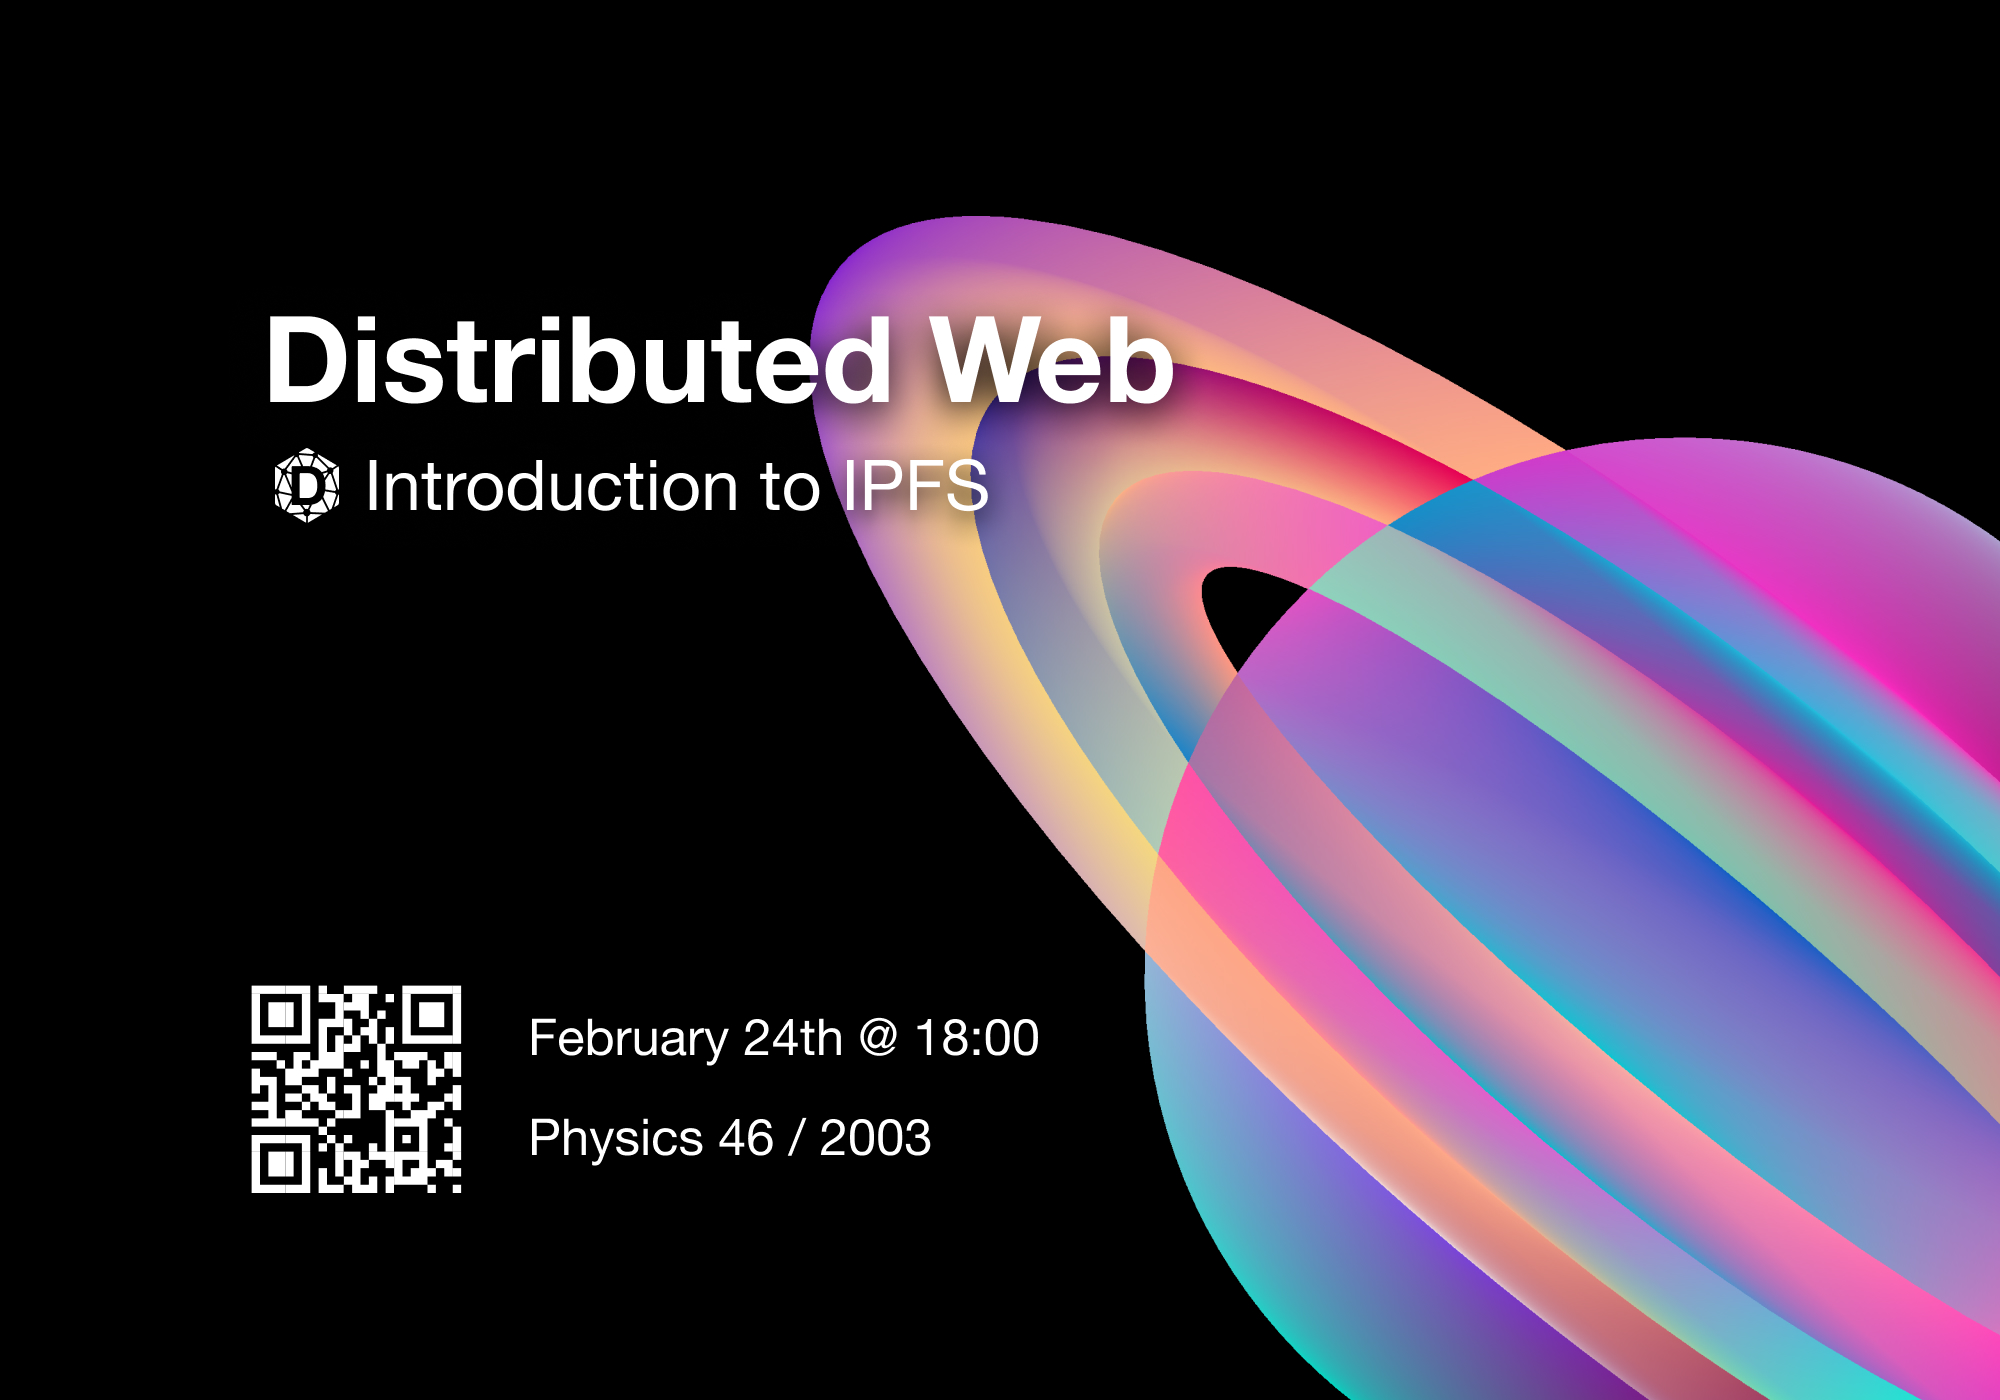 Distributed Web
D Introduction to IPFS
February 24th @ 18:00
Physics 46 / 2003